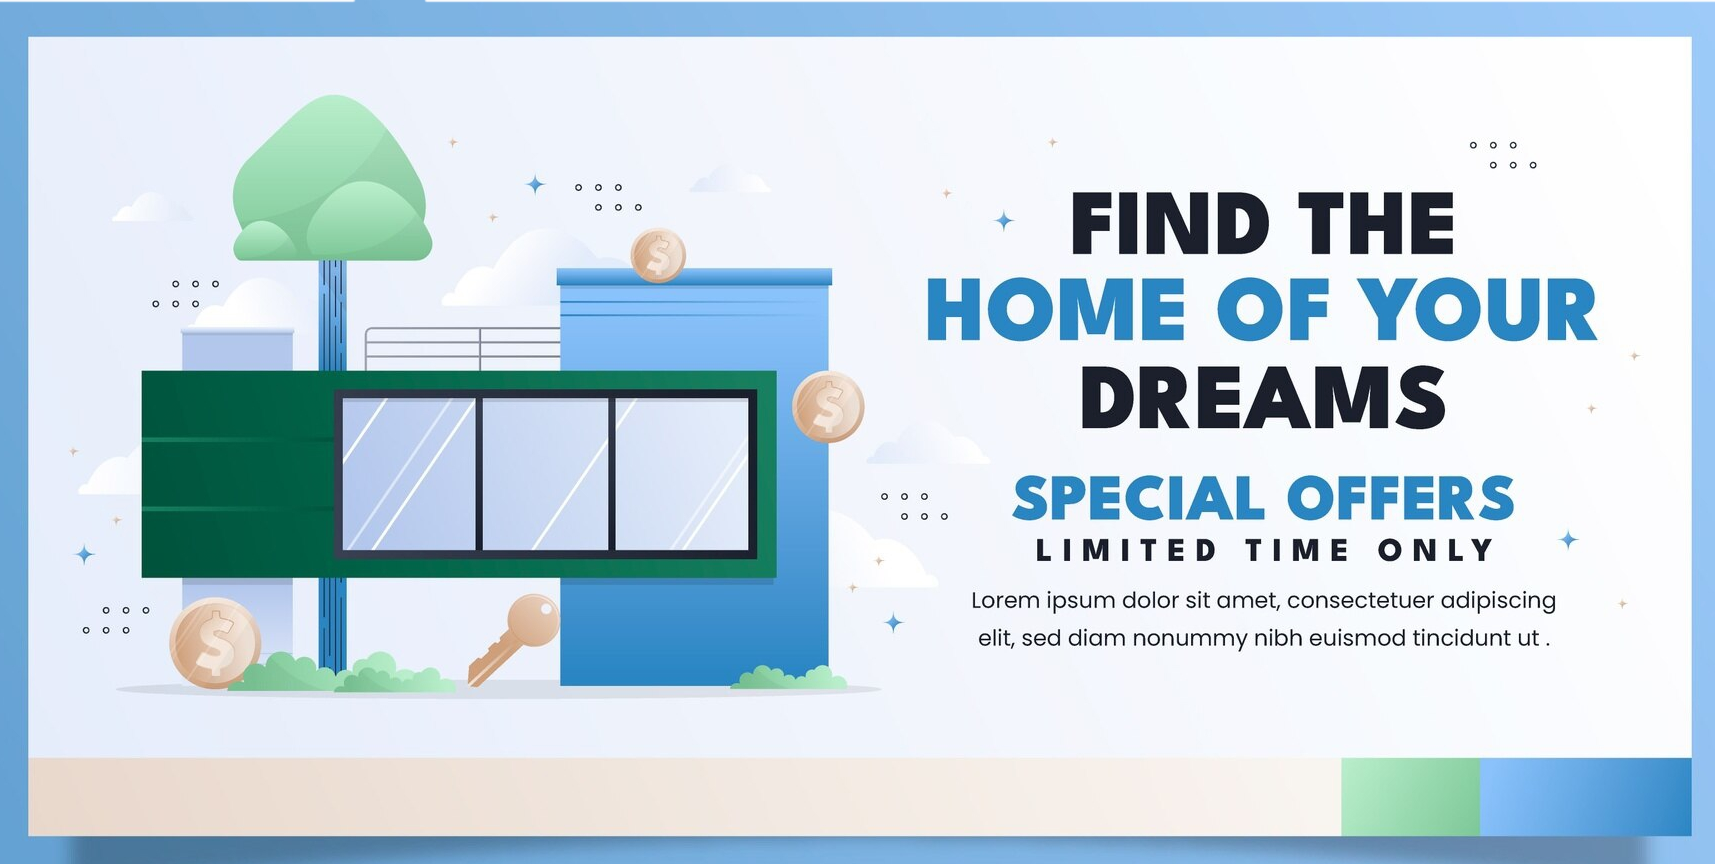 FIND THE
HOME OF YOUR
DREAMS
SPECIAL OFFERS
LIMITED TIME ONLY
Lorem ipsum dolor sit amet, consectetuer adipiscing
elit, sed diam nonummy nibh euismod tincidunt ut .
$
$
$